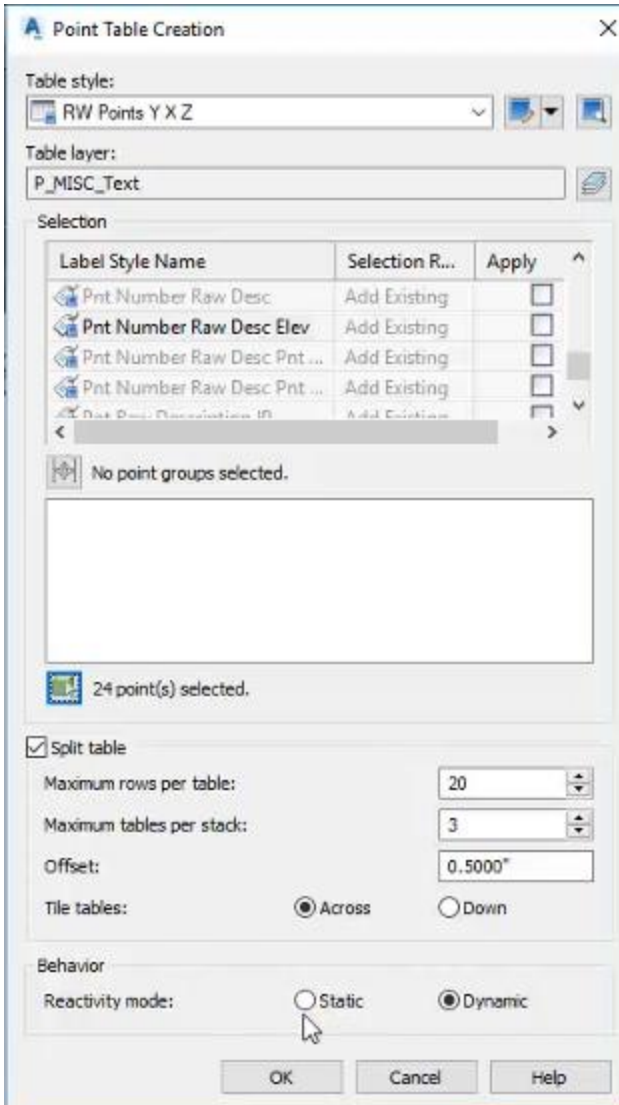 Point Table Creation
Table style:
RW Points Y X Z
Table layer:
P_MISC_Text
Selection
Label Style Name Selection R... Apply
Pnt Number Raw Desc Add Existing
Pnt Number Raw Desc Elev Add Existing
Pnt Number Raw Desc Pnt ... Add Existing
Pnt Number Raw Desc Pnt ... Add Existing
No point groups selected.
24 point(s) selected.
Split table
Maximum rows per table: 20
Maximum tables per stack: 3
Offset: 0.5000"
Tile tables: Across Down
Behavior
Reactivity mode: Static Dynamic
OK Cancel Help